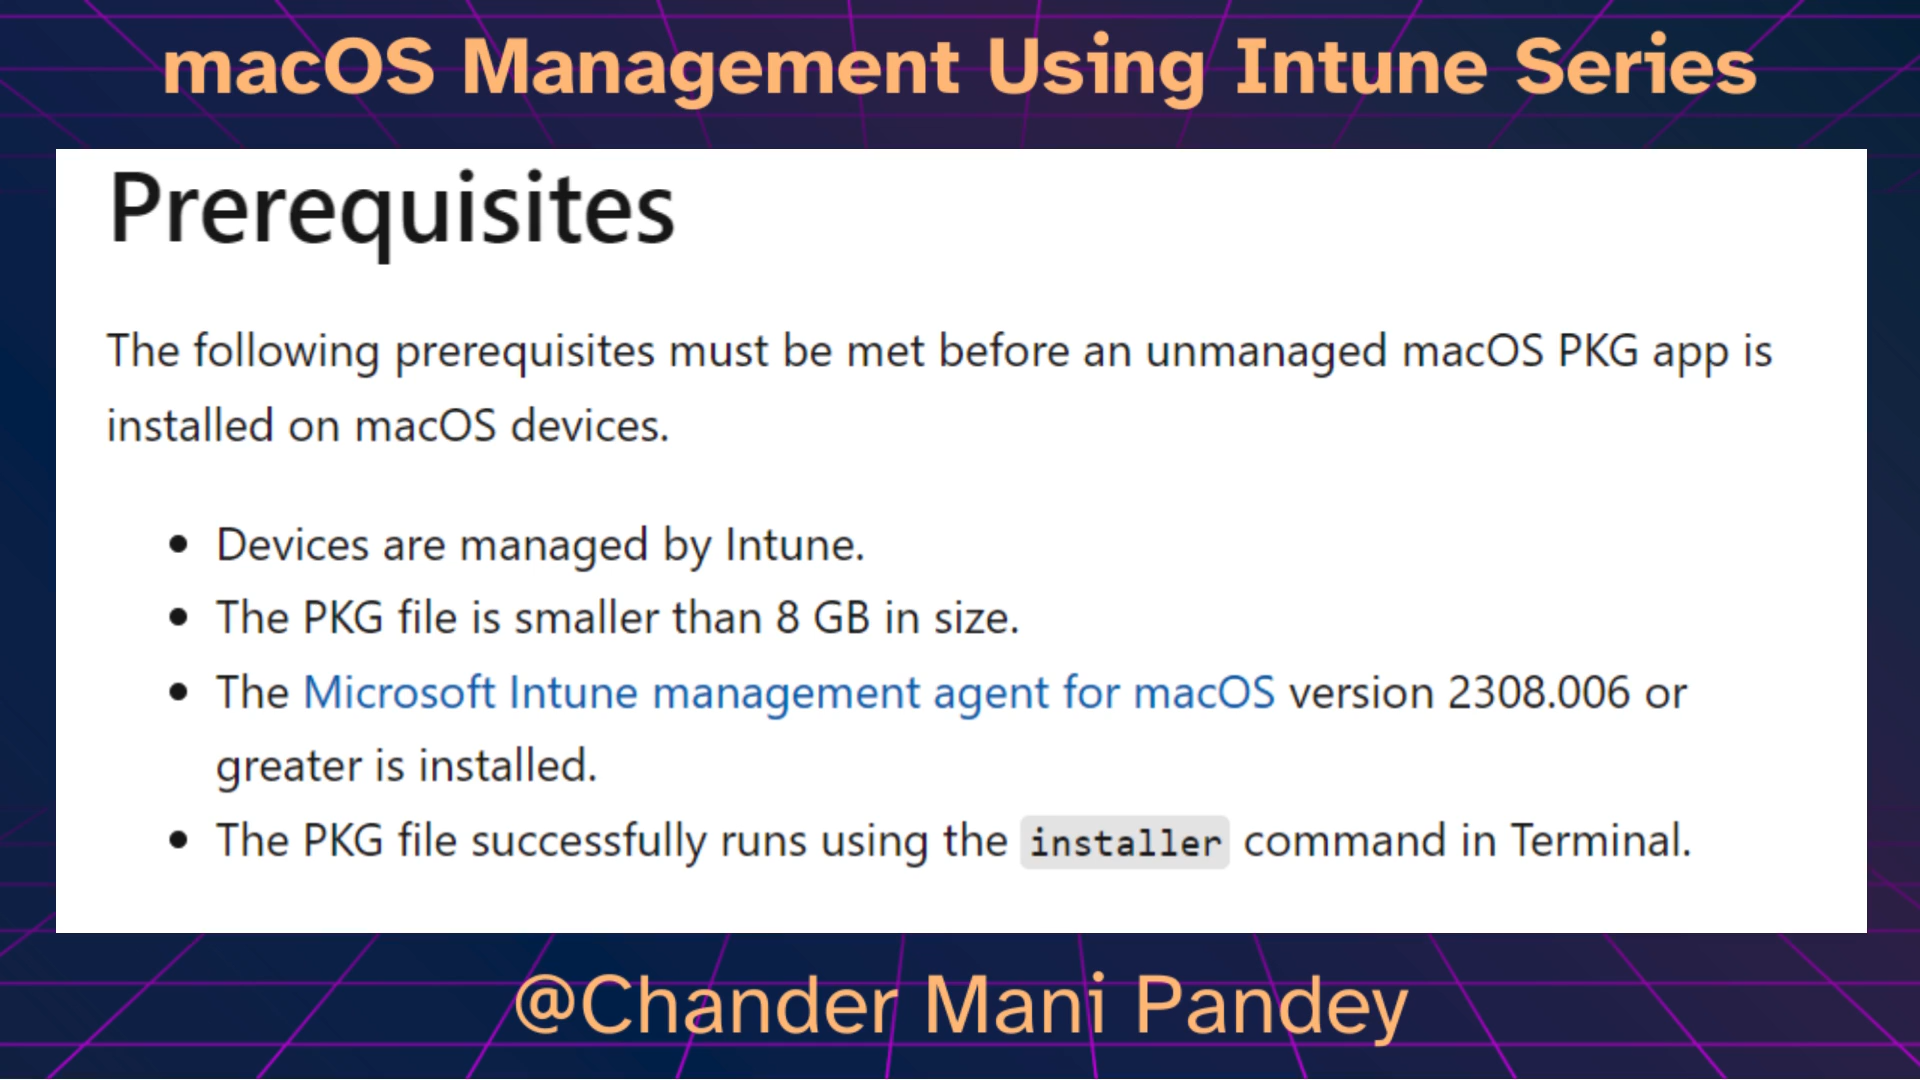 macOS Management Using Intune Series
Prerequisites
The following prerequisites must be met before an unmanaged macOS PKG app is
installed on macOS devices.
• Devices are managed by Intune.
• The PKG file is smaller than 8 GB in size.
• The Microsoft Intune management agent for macOS version 2308.006 or
greater is installed.
• The PKG file successfully runs using the installer command in Terminal.
@Chander Mani Pandey